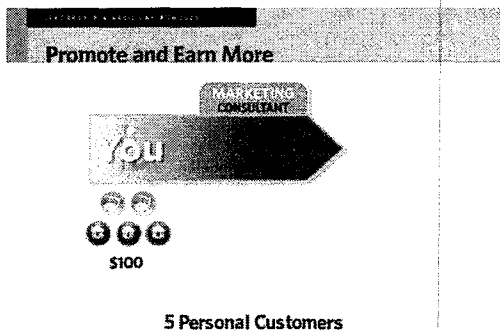 Promote and Earn More
MARKETING
CONSULTANT
You
$100
5 Personal Customers